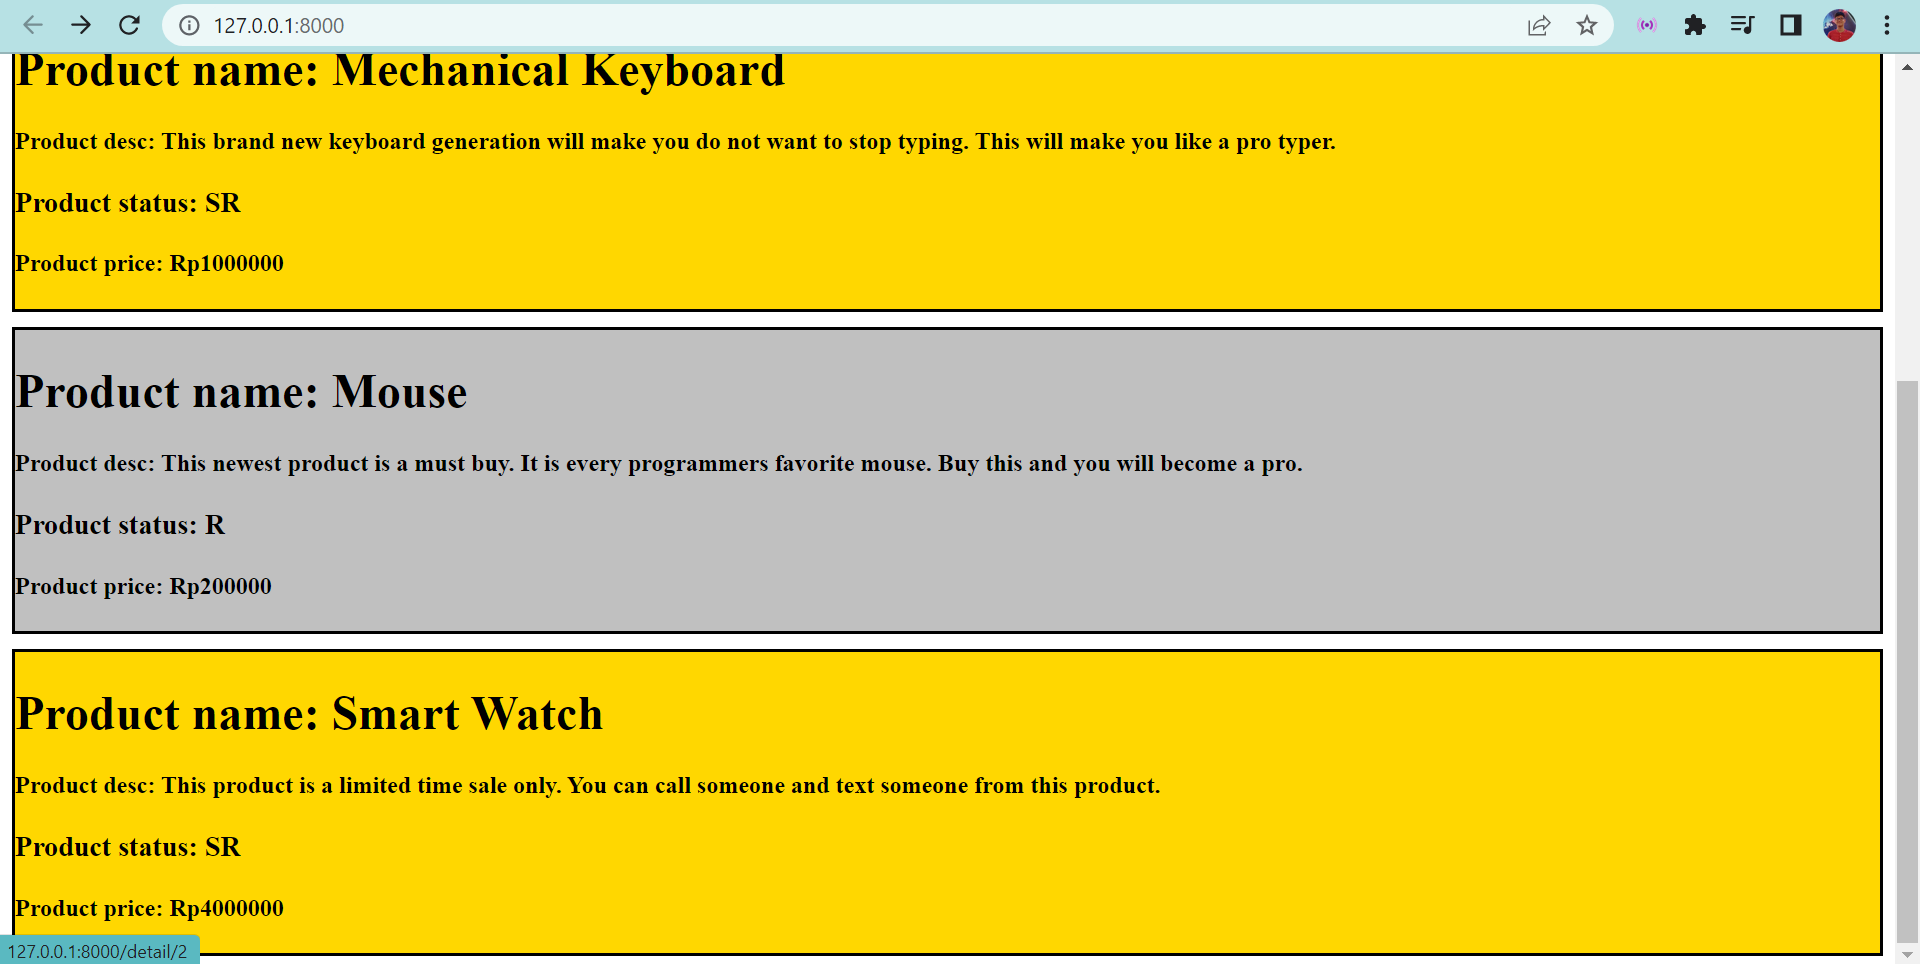 127.0.0.1:8000
Product name: Mechanical Keyboard
Product desc: This brand new keyboard generation will make you do not want to stop typing. This will make you like a pro typer.
Product status: SR
Product price: Rp1000000
Product name: Mouse
Product desc: This newest product is a must buy. It is every programmers favorite mouse. Buy this and you will become a pro.
Product status: R
Product price: Rp200000
Product name: Smart Watch
Product desc: This product is a limited time sale only. You can call someone and text someone from this product.
Product status: SR
Product price: Rp4000000
127.0.0.1:8000/detail/2